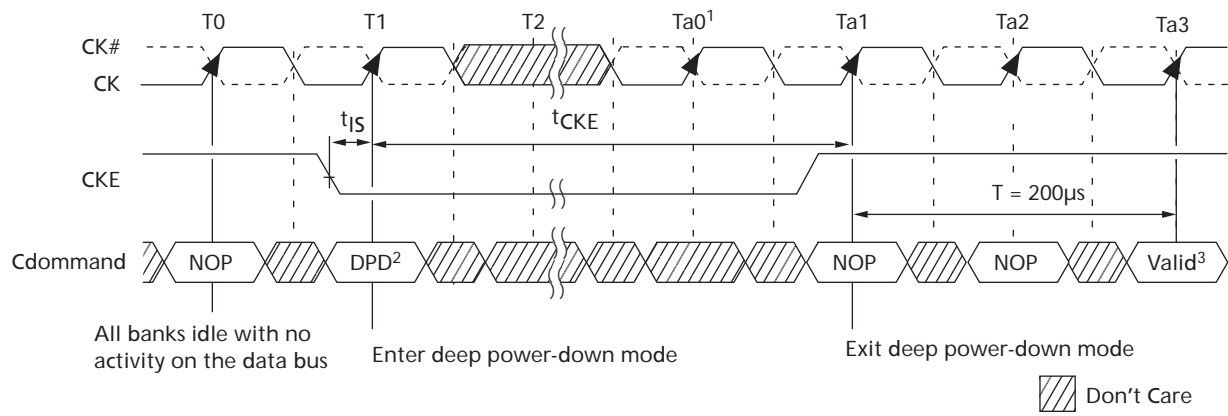 T0 T1 T2 Ta0¹ Ta1 Ta2 Ta3
CK#
CK
tIS
tCKE
CKE
T = 200µs
Cdommand
NOP DPD² NOP NOP Valid³
All banks idle with no
activity on the data bus
Enter deep power-down mode
Exit deep power-down mode
Don't Care